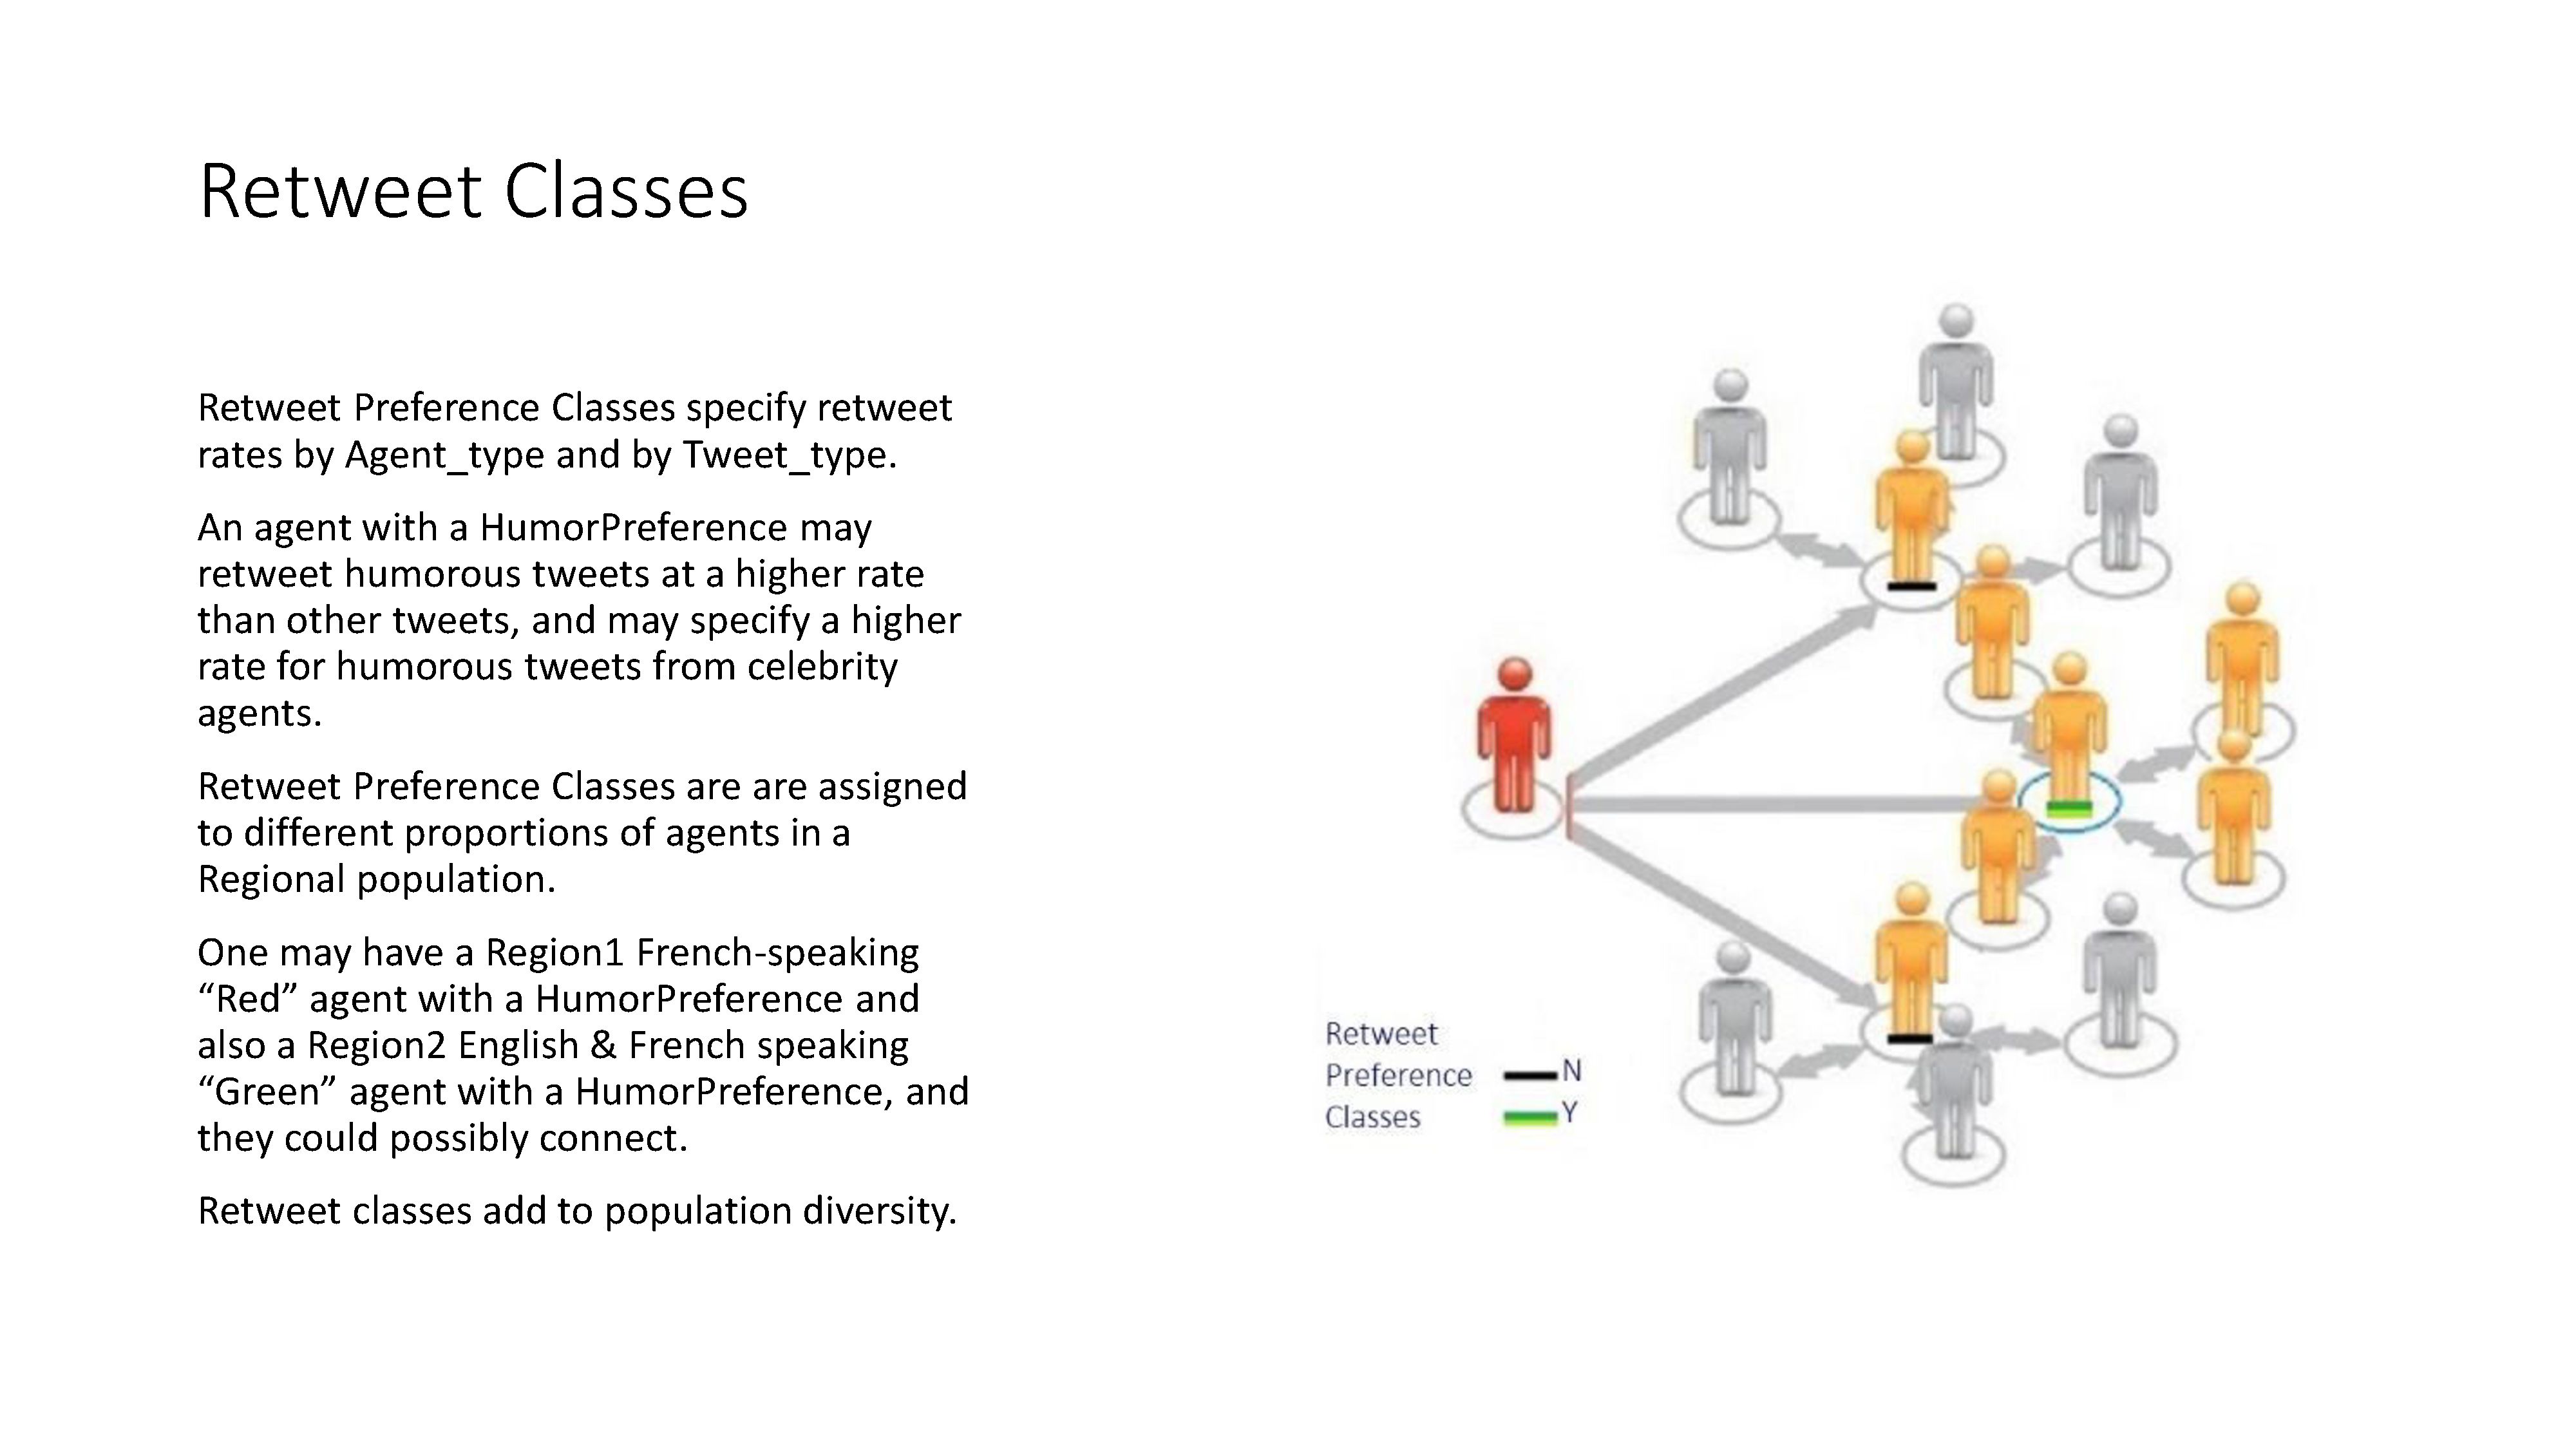 Retweet Classes
Retweet Preference Classes specify retweet
rates by Agent_type and by Tweet_type.
An agent with a HumorPreference may
retweet humorous tweets at a higher rate
than other tweets, and may specify a higher
rate for humorous tweets from celebrity
agents.
Retweet Preference Classes are are assigned
to different proportions of agents in a
Regional population.
One may have a Region1 French-speaking
“Red” agent with a HumorPreference and
also a Region2 English & French speaking
“Green” agent with a HumorPreference, and
they could possibly connect.
Retweet classes add to population diversity.
Retweet
Preference
Classes
N
Y